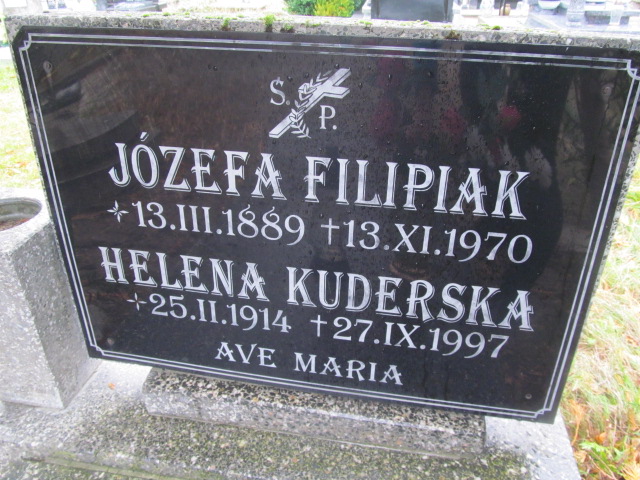 Ś. P.
JÓZEFA FILIPIAK
13.III.1889 †13.XI.1970
HELENA KUDERSKA
25.II.1914 †27.IX.1997
AVE MARIA